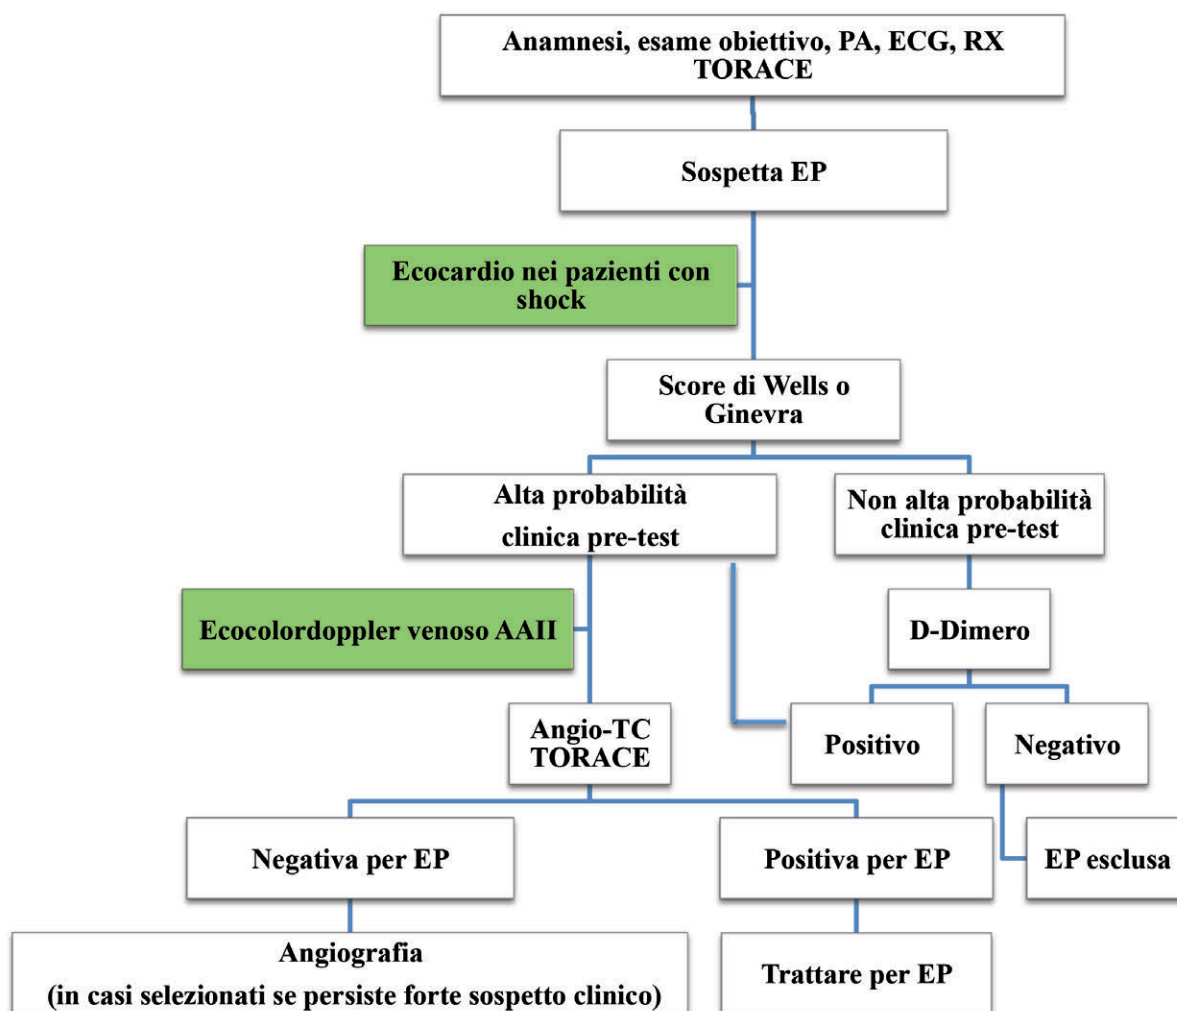 Anamnesi, esame obiettivo, PA, ECG, RX
TORACE
Sospetta EP
Ecocardio nei pazienti con
shock
Score di Wells o
Ginevra
Alta probabilità
clinica pre-test
Non alta probabilità
clinica pre-test
Ecocolordoppler venoso AAII
D-Dimero
Angio-TC
TORACE
Positivo
Negativo
Negativa per EP
Positiva per EP
EP esclusa
Angiografia
(in casi selezionati se persiste forte sospetto clinico)
Trattare per EP